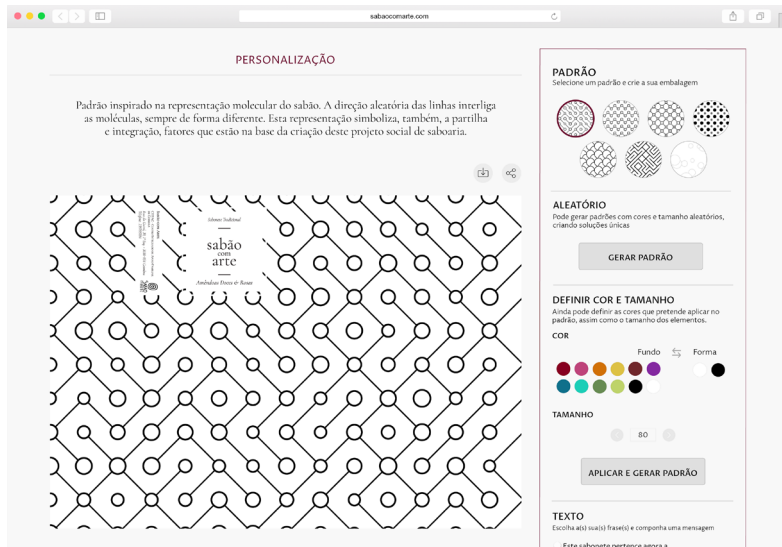 sabaocomarte.com
PERSONALIZAÇÃO
Padrão inspirado na representação molecular do sabão. A direção aleatória das linhas interliga
as moléculas, sempre de forma diferente. Esta representação simboliza, também, a partilha
e integração, fatores que estão na base da criação deste projeto social de saboaria.
Sabonete Tradicional
sabão
com
arte
Amêndoas Doces & Rosas
PADRÃO
Selecione um padrão e crie a sua embalagem
ALEATÓRIO
Pode gerar padrões com cores e tamanho aleatórios,
criando soluções únicas
GERAR PADRÃO
DEFINIR COR E TAMANHO
Ainda pode definir as cores que pretende aplicar no
padrão, assim como o tamanho dos elementos.
COR
Fundo Forma
TAMANHO
80
APLICAR E GERAR PADRÃO
TEXTO
Escolha a(s) sua(s) frase(s) e componha uma mensagem
Este sabonete pertence agora a